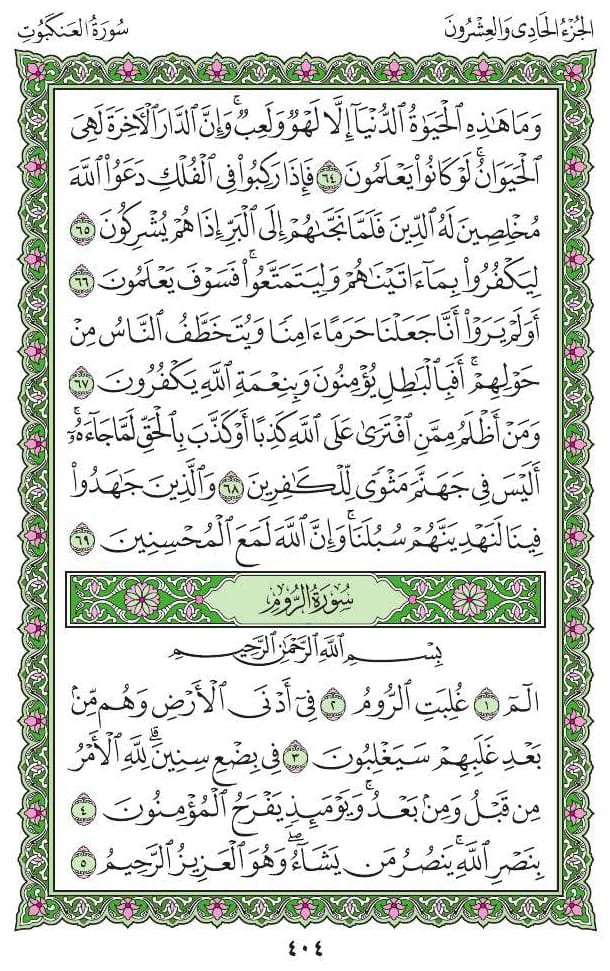 الجُزْءُ الحَادِي وَالعِشْرُونَ
سُورَةُ العَنكَبُوتِ
وَمَا هَٰذِهِ ٱلْحَيَوٰةُ ٱلدُّنْيَآ إِلَّا لَهْوٌ وَلَعِبٌ ۚ وَإِنَّ ٱلدَّارَ ٱلْأَخِرَةَ لَهِىَ
ٱلْحَيَوَانُ ۚ لَوْ كَانُوا۟ يَعْلَمُونَ ٦٤ فَإِذَا رَكِبُوا۟ فِى ٱلْفُلْكِ دَعَوُا۟ ٱللَّهَ
مُخْلِصِينَ لَهُ ٱلدِّينَ فَلَمَّا نَجَّىٰهُمْ إِلَى ٱلْبَرِّ إِذَا هُمْ يُشْرِكُونَ ٦٥
لِيَكْفُرُوا۟ بِمَآ ءَاتَيْنَٰهُمْ وَلِيَتَمَتَّعُوا۟ ۖ فَسَوْفَ يَعْلَمُونَ ٦٦
أَوَلَمْ يَرَوْا۟ أَنَّا جَعَلْنَا حَرَمًا ءَامِنًا وَيُتَخَطَّفُ ٱلنَّاسُ مِنْ
حَوْلِهِمْ ۚ أَفَبِٱلْبَٰطِلِ يُؤْمِنُونَ وَبِنِعْمَةِ ٱللَّهِ يَكْفُرُونَ ٦٧
وَمَنْ أَظْلَمُ مِمَّنِ ٱفْتَرَىٰ عَلَى ٱللَّهِ كَذِبًا أَوْ كَذَّبَ بِٱلْحَقِّ لَمَّا جَآءَهُۥٓ ۚ
أَلَيْسَ فِى جَهَنَّمَ مَثْوًى لِّلْكَٰفِرِينَ ٦٨ وَٱلَّذِينَ جَٰهَدُوا۟
فِينَا لَنَهْدِيَنَّهُمْ سُبُلَنَا ۚ وَإِنَّ ٱللَّهَ لَمَعَ ٱلْمُحْسِنِينَ ٦٩
سُورَةُ الرُّومِ
بِسْمِ ٱللَّهِ ٱلرَّحْمَٰنِ ٱلرَّحِيمِ
الٓمٓ ١ غُلِبَتِ ٱلرُّومُ ٢ فِىٓ أَدْنَى ٱلْأَرْضِ وَهُم مِّنۢ
بَعْدِ غَلَبِهِمْ سَيَغْلِبُونَ ٣ فِى بِضْعِ سِنِينَ ۗ لِلَّهِ ٱلْأَمْرُ
مِن قَبْلُ وَمِنۢ بَعْدُ ۚ وَيَوْمَئِذٍ يَفْرَحُ ٱلْمُؤْمِنُونَ ٤
بِنَصْرِ ٱللَّهِ ۚ يَنصُرُ مَن يَشَآءُ ۖ وَهُوَ ٱلْعَزِيزُ ٱلرَّحِيمُ ٥
٤٠٤